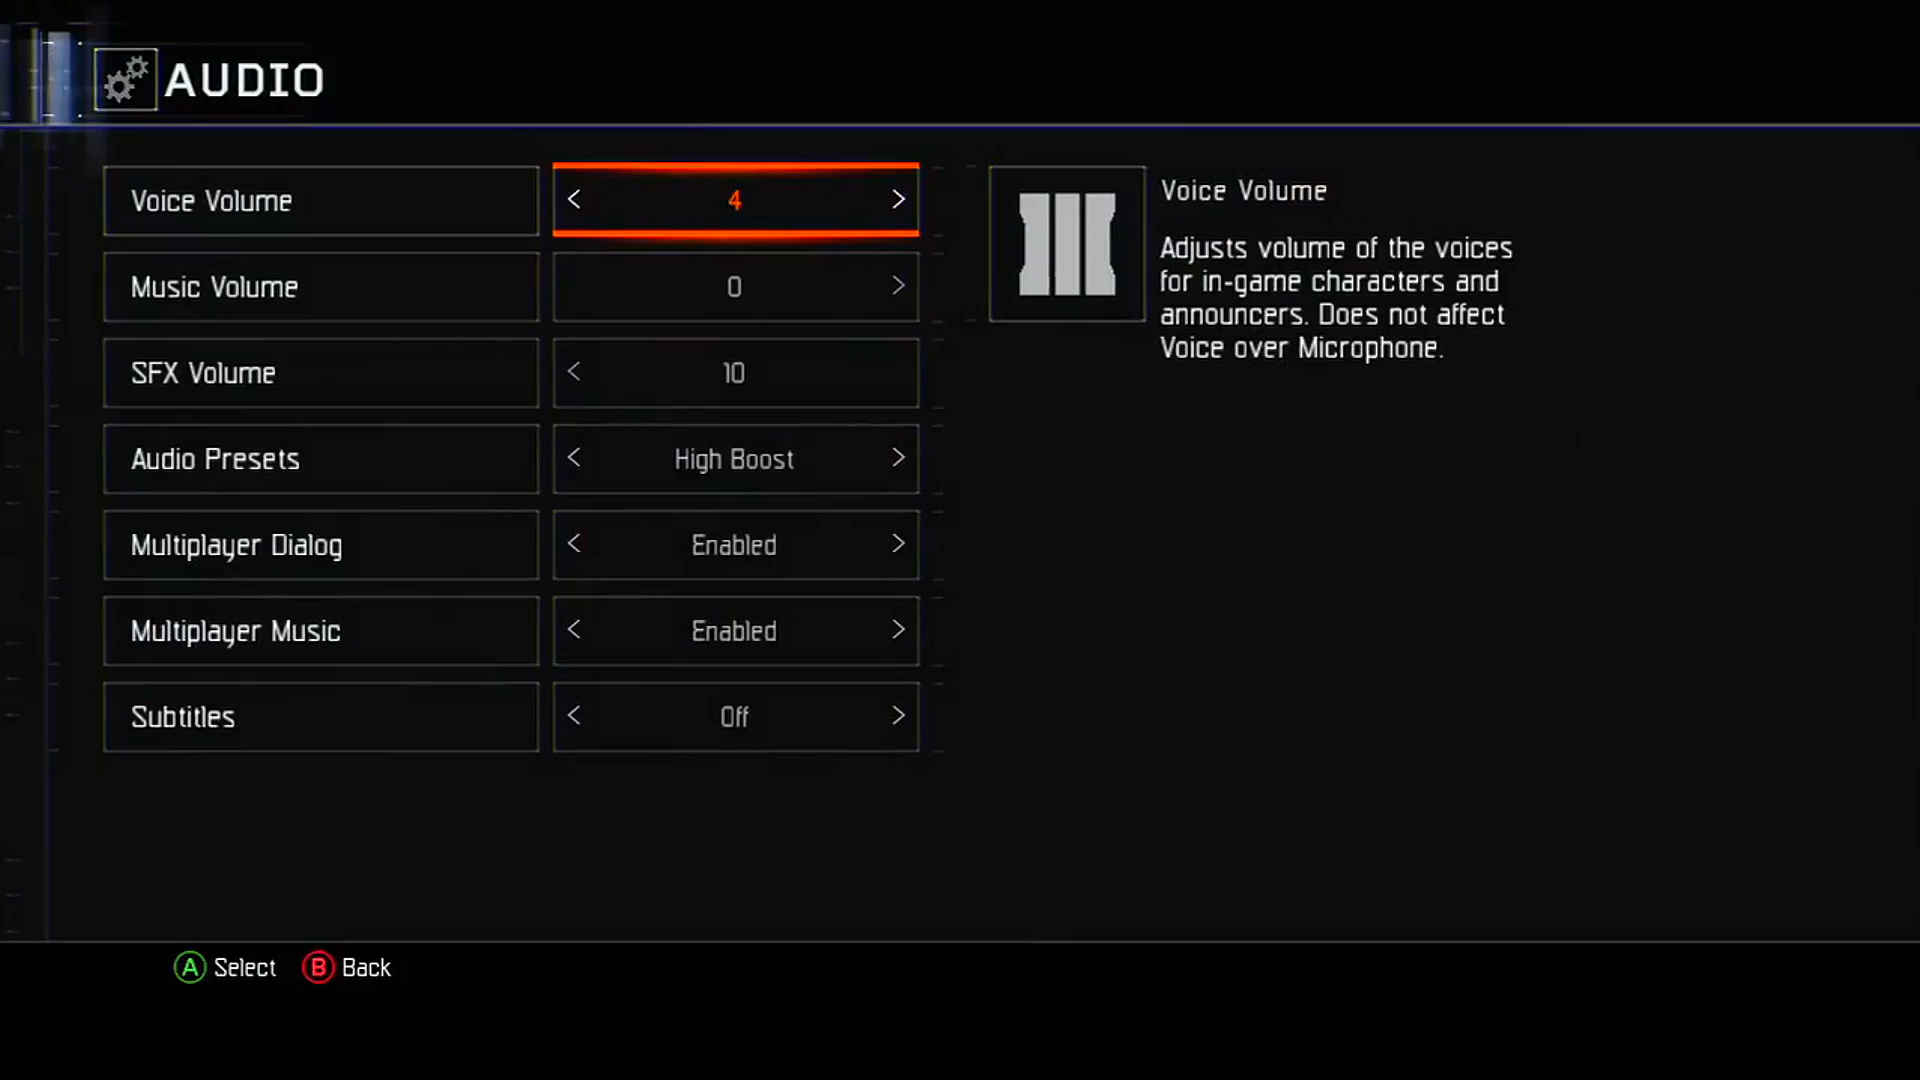 AUDIO
Voice Volume
< 4 >
Music Volume
0 >
SFX Volume
< 10
Audio Presets
< High Boost >
Multiplayer Dialog
< Enabled >
Multiplayer Music
< Enabled >
Subtitles
< Off >
III
Voice Volume
Adjusts volume of the voices
for in-game characters and
announcers. Does not affect
Voice over Microphone.
A Select B Back